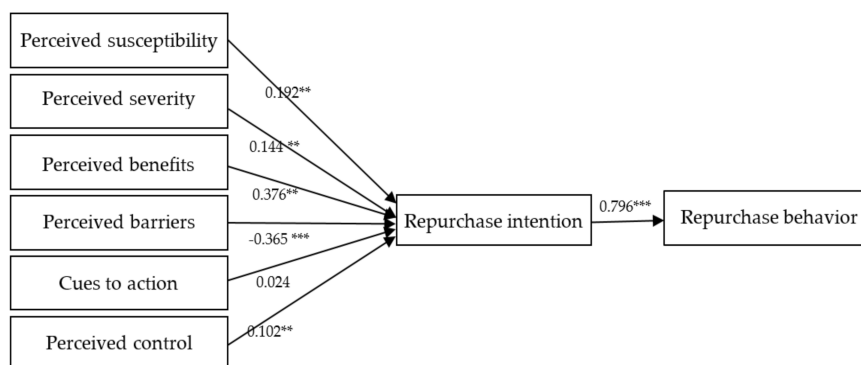 Perceived susceptibility
0.192**
Perceived severity
0.144 **
Perceived benefits
0.376**
Perceived barriers
-0.365 ***
Cues to action
0.024
Perceived control
0.102**
Repurchase intention
0.796***
Repurchase behavior